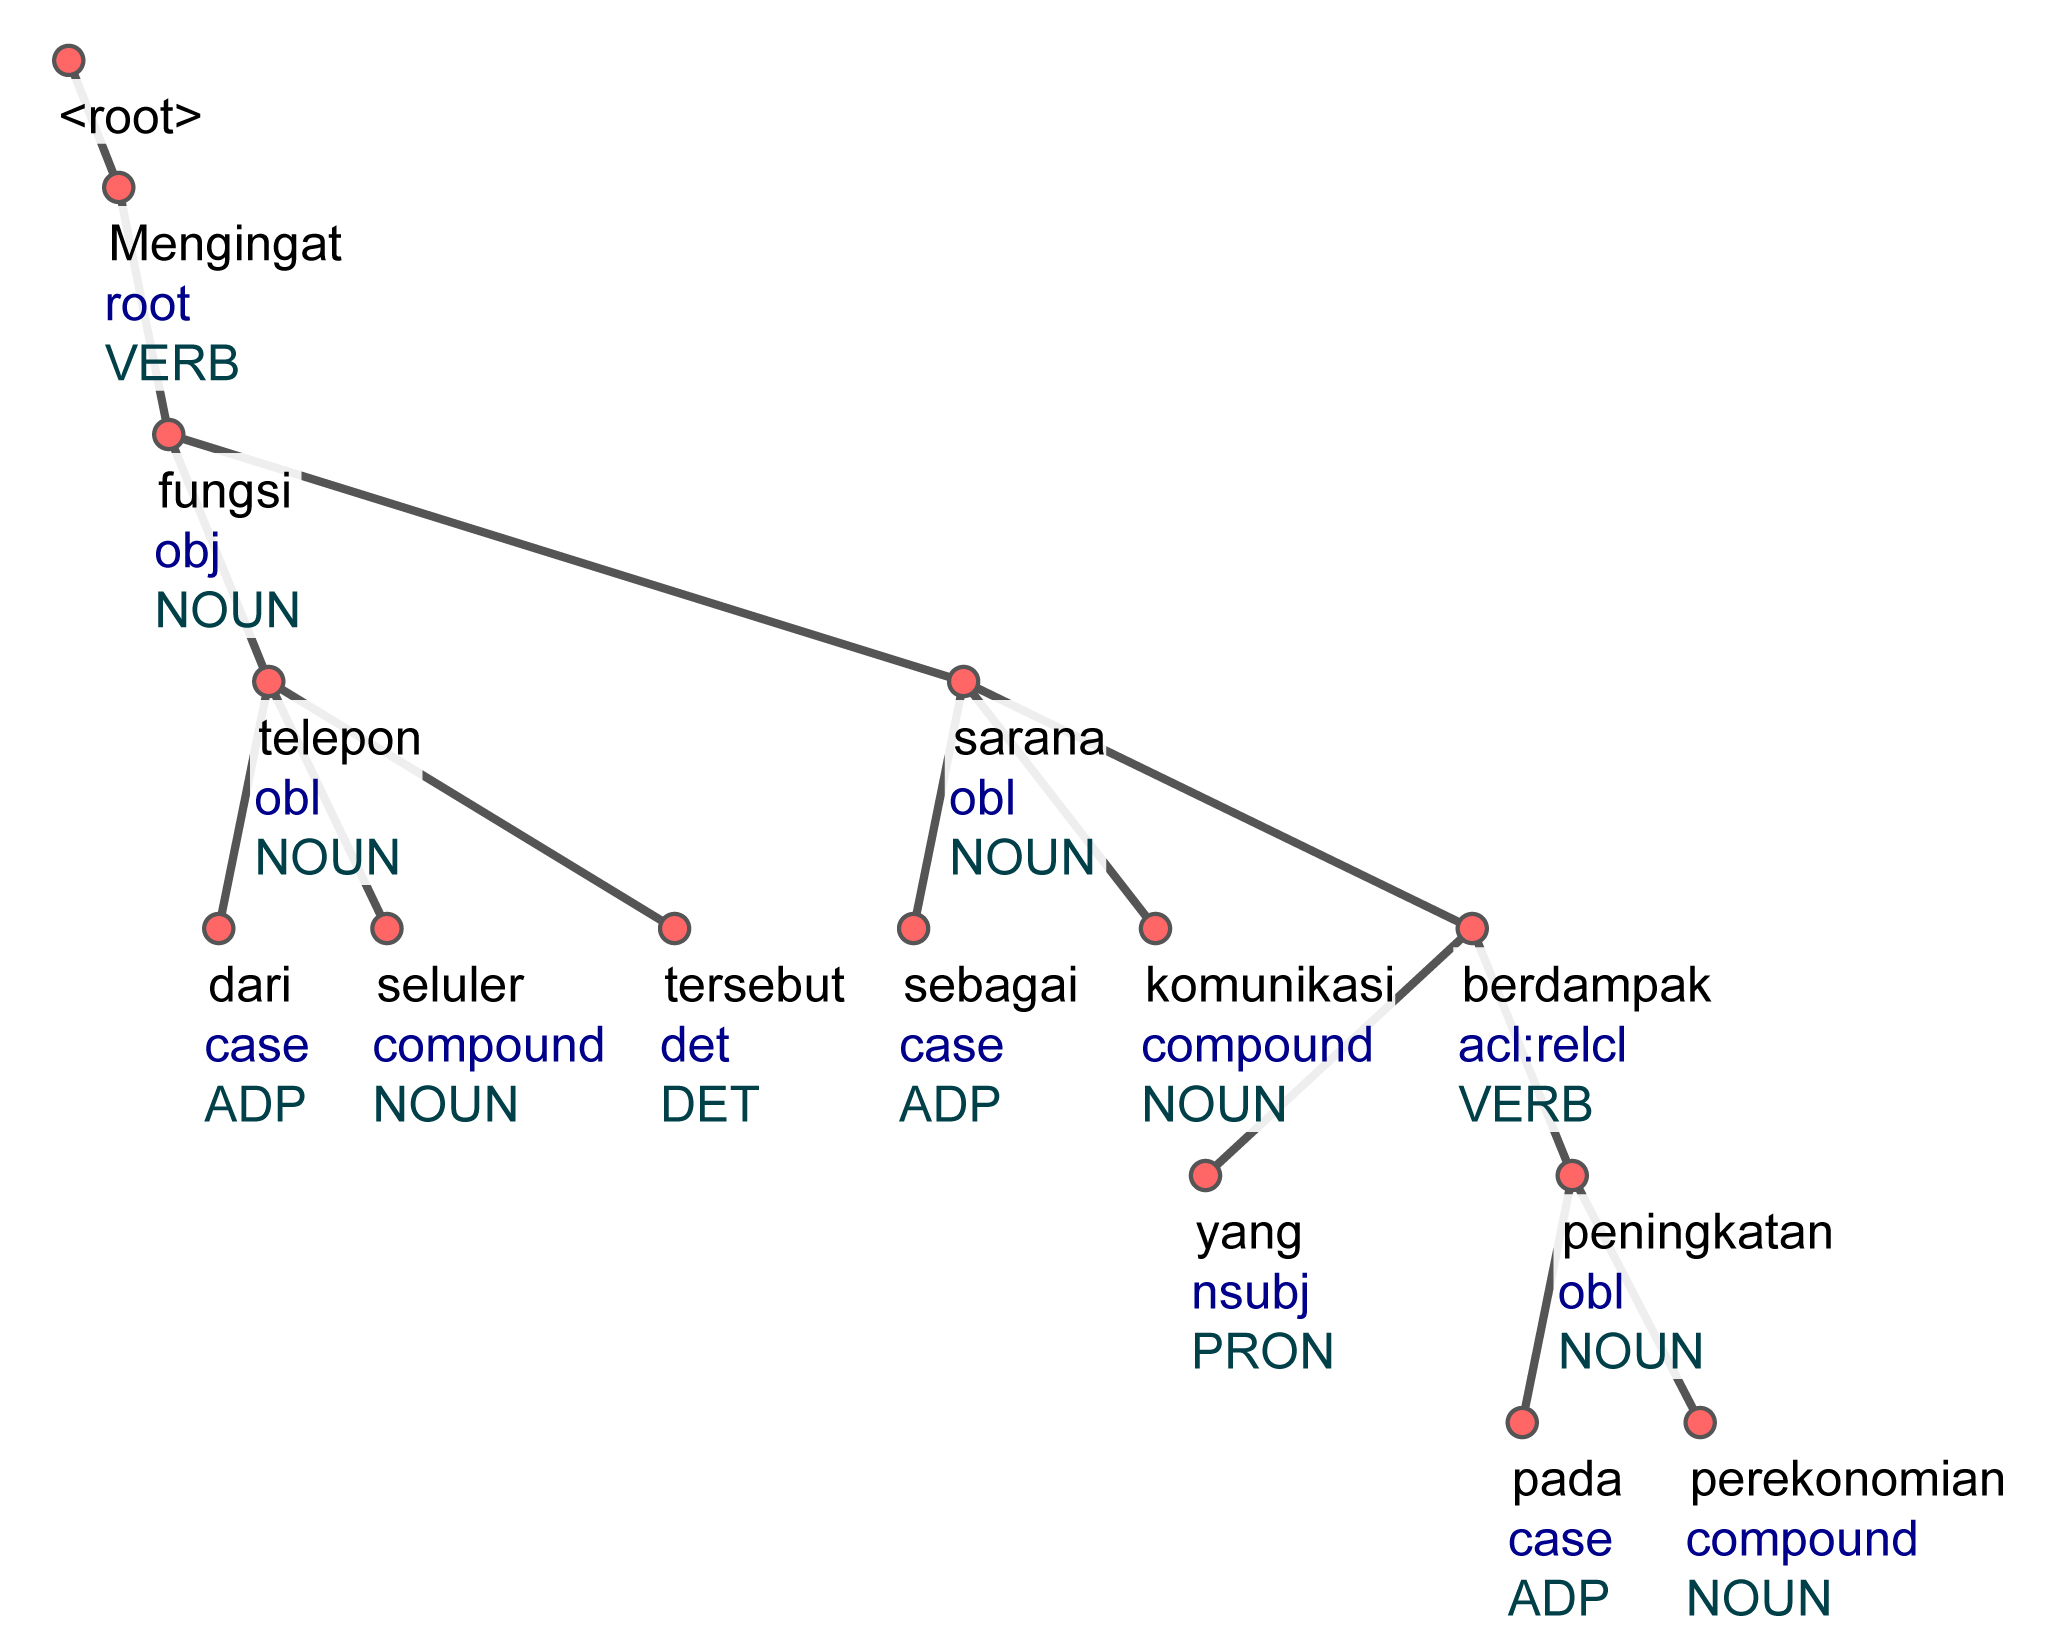 <root>
Mengingat
root
VERB
fungsi
obj
NOUN
telepon
obl
NOUN
sarana
obl
NOUN
dari
case
ADP
seluler
compound
NOUN
tersebut
det
DET
sebagai
case
ADP
komunikasi
compound
NOUN
berdampak
acl:relcl
VERB
yang
nsubj
PRON
peningkatan
obl
NOUN
pada
case
ADP
perekonomian
compound
NOUN